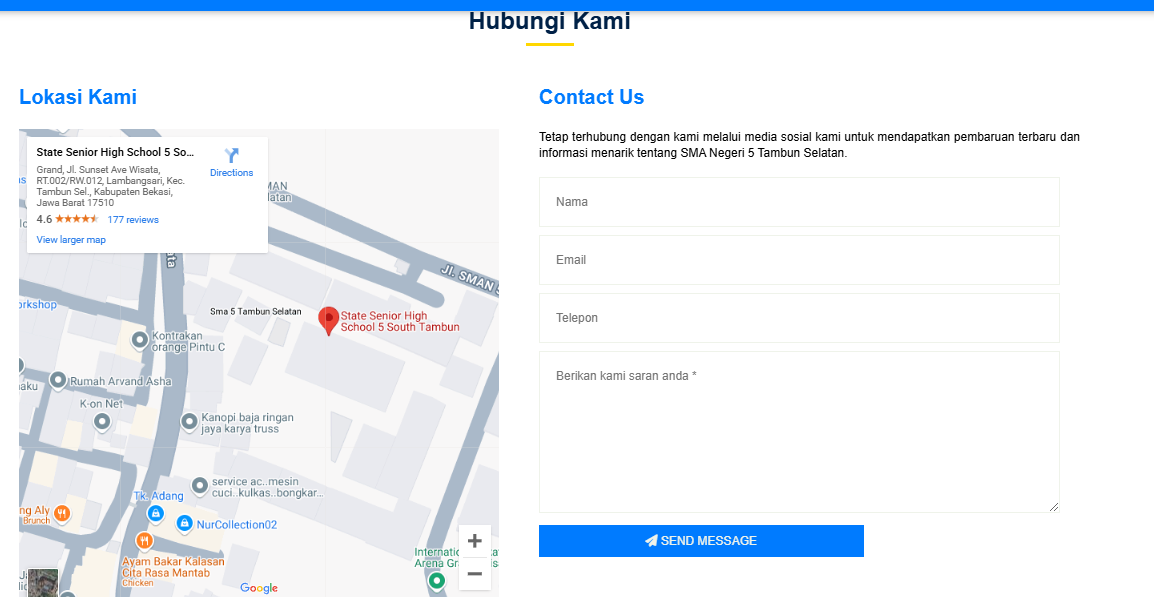 Hubungi Kami
Lokasi Kami
State Senior High School 5 So...
Grand, Jl. Sunset Ave Wisata,
RT.002/RW.012, Lambangsari, Kec.
Tambun Sel., Kabupaten Bekasi,
Jawa Barat 17510
4.6 177 reviews
View larger map
Directions
Jl. SMAN
Sma 5 Tambun Selatan
State Senior High
School 5 South Tambun
Kontrakan
orange Pintu C
Rumah Arvand Asha
K-on Net
Kanopi baja ringan
jaya karya truss
service ac..mesin
cuci..kulkas..bongkar...
Tk. Adang
NurCollection02
Brunch
Ayam Bakar Kalasan
Cita Rasa Mantab
Chicken
Google
Contact Us
Tetap terhubung dengan kami melalui media sosial kami untuk mendapatkan pembaruan terbaru dan
informasi menarik tentang SMA Negeri 5 Tambun Selatan.
Nama
Email
Telepon
Berikan kami saran anda *
SEND MESSAGE